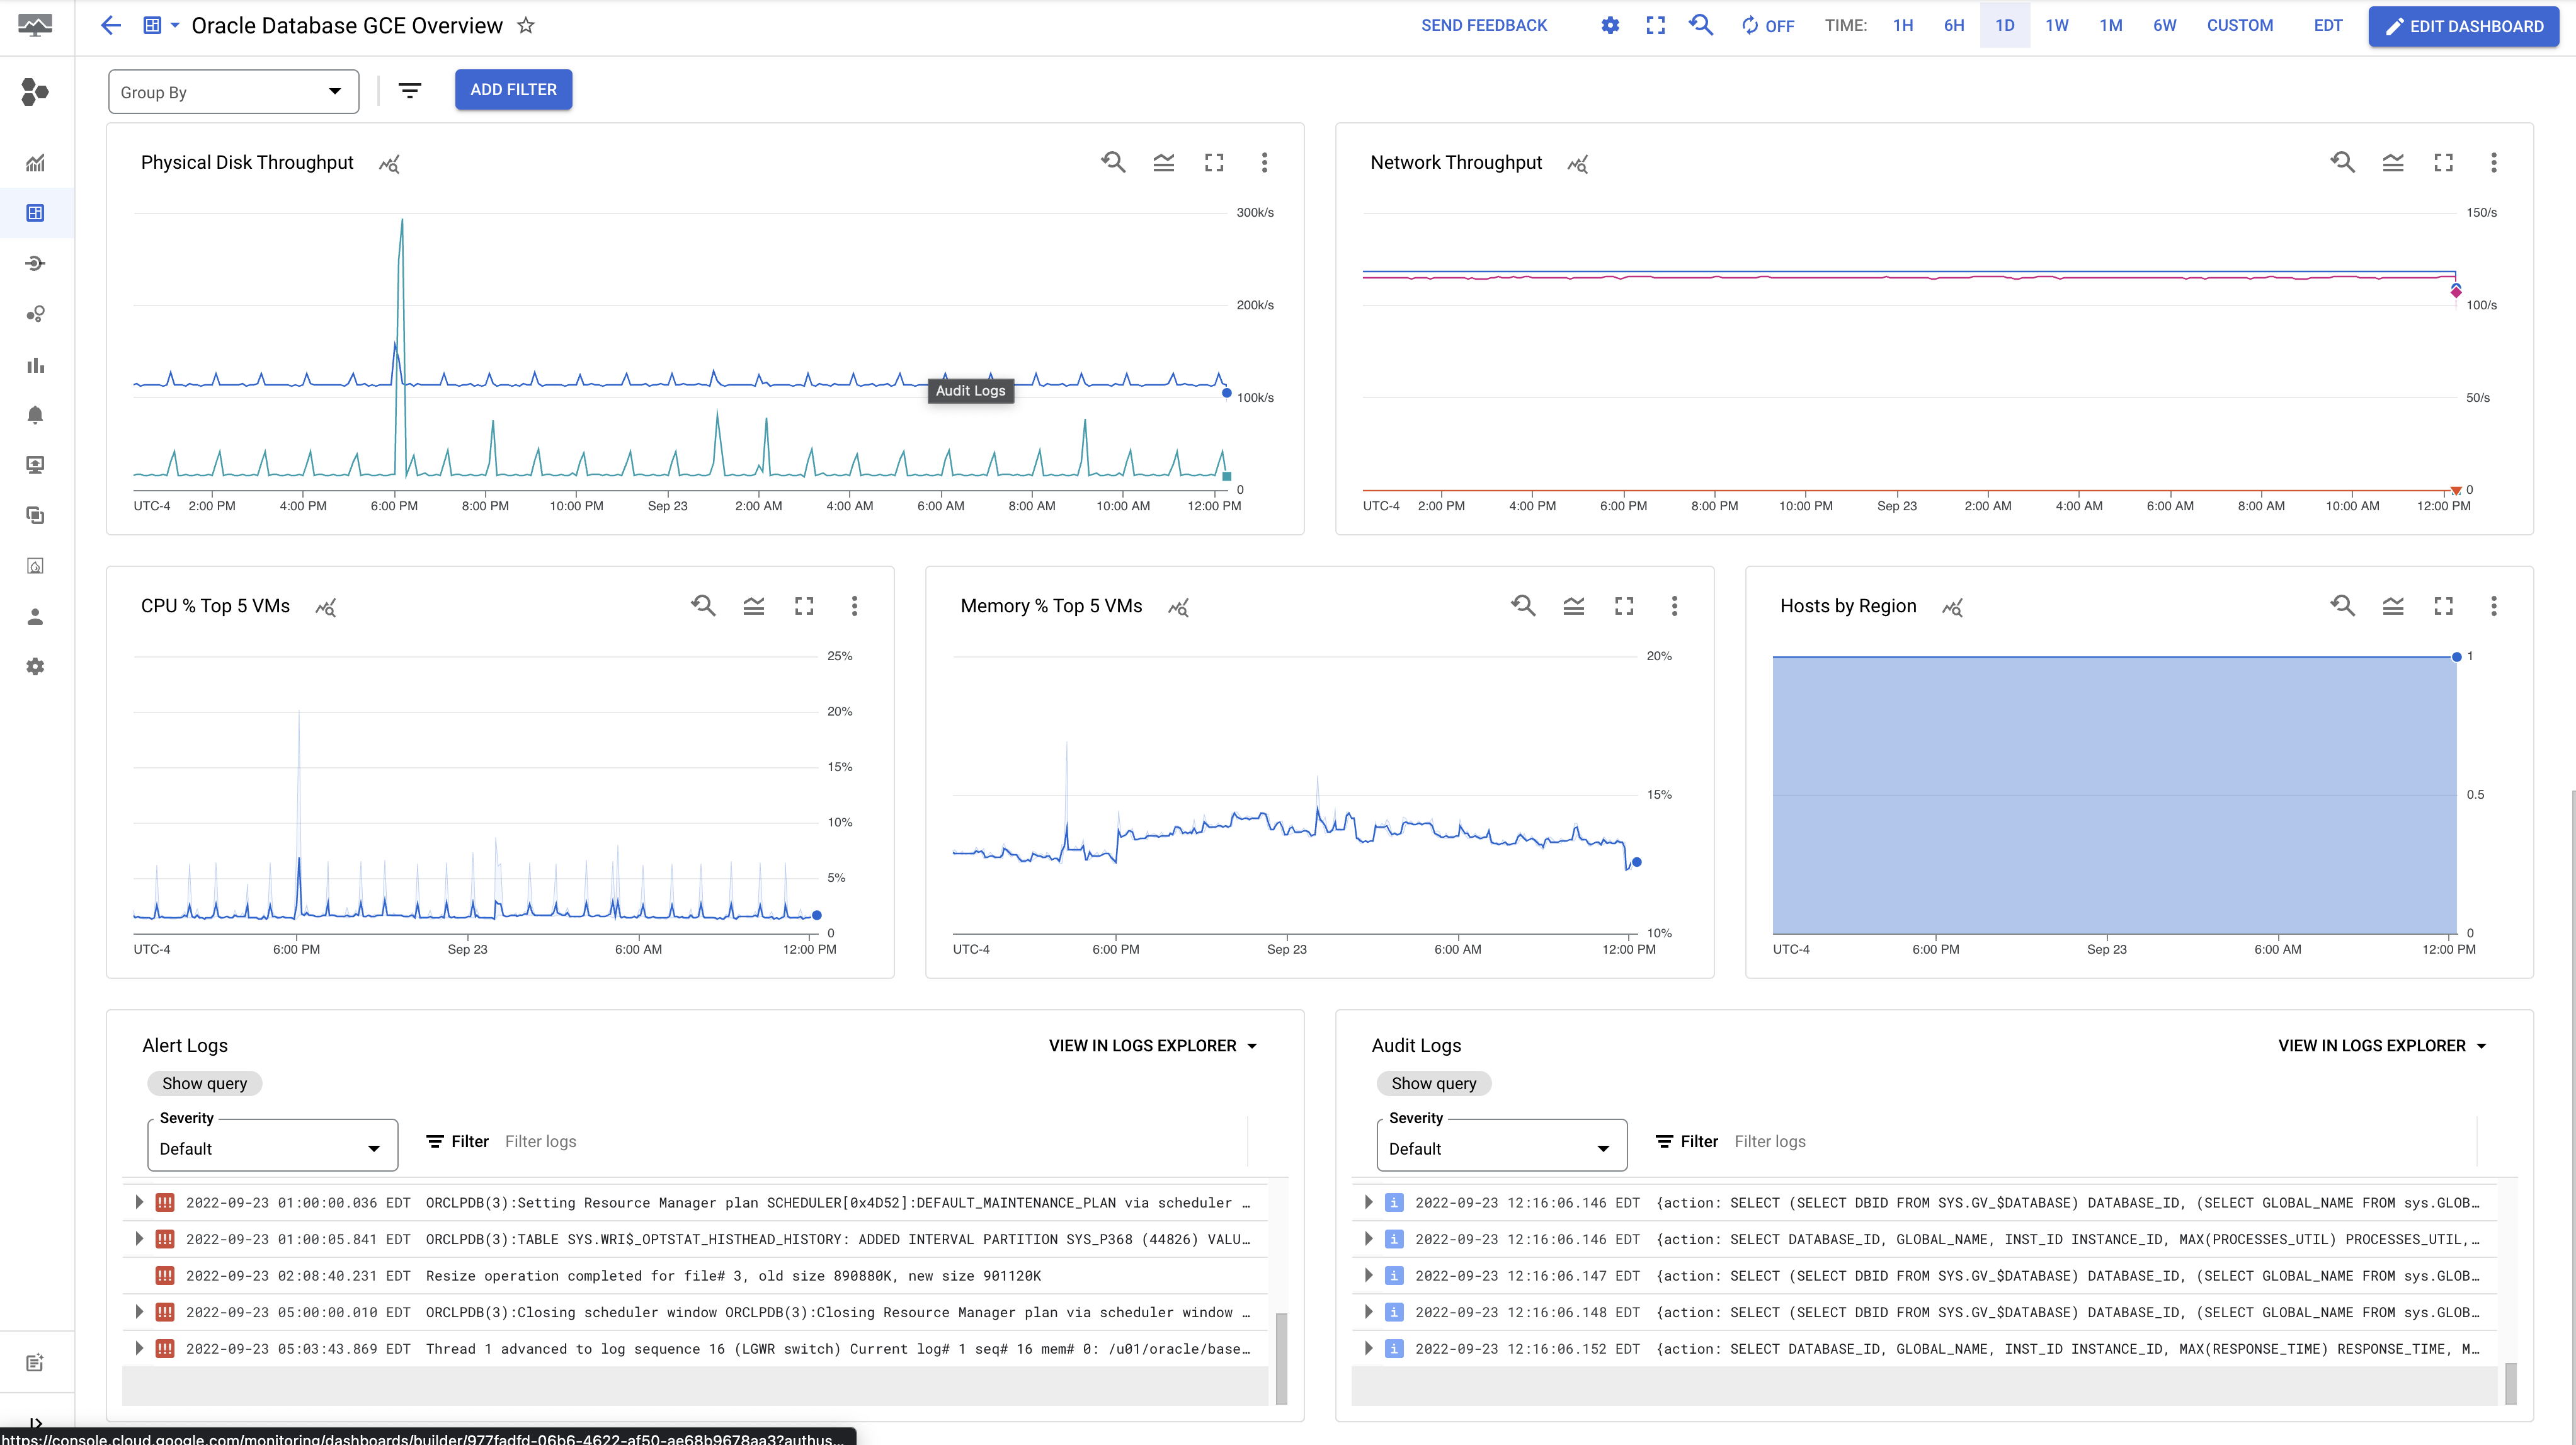 Oracle Database GCE Overview
SEND FEEDBACK
OFF
TIME:
1H
6H
1D
1W
1M
6W
CUSTOM
EDT
EDIT DASHBOARD
Group By
ADD FILTER
Physical Disk Throughput
300k/s
200k/s
100k/s
0
Audit Logs
UTC-4 2:00 PM 4:00 PM 6:00 PM 8:00 PM 10:00 PM Sep 23 2:00 AM 4:00 AM 6:00 AM 8:00 AM 10:00 AM 12:00 PM
Network Throughput
150/s
100/s
50/s
0
UTC-4 2:00 PM 4:00 PM 6:00 PM 8:00 PM 10:00 PM Sep 23 2:00 AM 4:00 AM 6:00 AM 8:00 AM 10:00 AM 12:00 PM
CPU % Top 5 VMs
25%
20%
15%
10%
5%
0
UTC-4 6:00 PM Sep 23 6:00 AM 12:00 PM
Memory % Top 5 VMs
20%
15%
10%
UTC-4 6:00 PM Sep 23 6:00 AM 12:00 PM
Hosts by Region
1
0.5
0
UTC-4 6:00 PM Sep 23 6:00 AM 12:00 PM
Alert Logs
VIEW IN LOGS EXPLORER
Show query
Severity
Default
Filter Filter logs
!!! 2022-09-23 01:00:00.036 EDT ORCLPDB(3):Setting Resource Manager plan SCHEDULER[0x4D52]:DEFAULT_MAINTENANCE_PLAN via scheduler …
!!! 2022-09-23 01:00:05.841 EDT ORCLPDB(3):TABLE SYS.WRI$_OPTSTAT_HISTHEAD_HISTORY: ADDED INTERVAL PARTITION SYS_P368 (44826) VALU…
!!! 2022-09-23 02:08:40.231 EDT Resize operation completed for file# 3, old size 890880K, new size 901120K
!!! 2022-09-23 05:00:00.010 EDT ORCLPDB(3):Closing scheduler window ORCLPDB(3):Closing Resource Manager plan via scheduler window …
!!! 2022-09-23 05:03:43.869 EDT Thread 1 advanced to log sequence 16 (LGWR switch) Current log# 1 seq# 16 mem# 0: /u01/oracle/base…
Audit Logs
VIEW IN LOGS EXPLORER
Show query
Severity
Default
Filter Filter logs
i 2022-09-23 12:16:06.146 EDT {action: SELECT (SELECT DBID FROM SYS.GV_$DATABASE) DATABASE_ID, (SELECT GLOBAL_NAME FROM sys.GLOB…
i 2022-09-23 12:16:06.146 EDT {action: SELECT DATABASE_ID, GLOBAL_NAME, INST_ID INSTANCE_ID, MAX(PROCESSES_UTIL) PROCESSES_UTIL,…
i 2022-09-23 12:16:06.147 EDT {action: SELECT (SELECT DBID FROM SYS.GV_$DATABASE) DATABASE_ID, (SELECT GLOBAL_NAME FROM sys.GLOB…
i 2022-09-23 12:16:06.148 EDT {action: SELECT (SELECT DBID FROM SYS.GV_$DATABASE) DATABASE_ID, (SELECT GLOBAL_NAME FROM sys.GLOB…
i 2022-09-23 12:16:06.152 EDT {action: SELECT DATABASE_ID, GLOBAL_NAME, INST_ID INSTANCE_ID, MAX(RESPONSE_TIME) RESPONSE_TIME, M…
https://console.cloud.google.com/monitoring/dashboards/builder/977fadfd-06b6-4622-af50-ae68b9678aa3?authus...